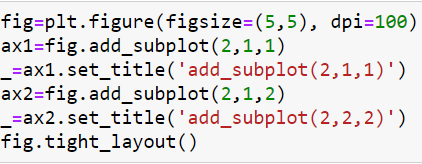 fig=plt.figure(figsize=(5,5), dpi=100)
ax1=fig.add_subplot(2,1,1)
_=ax1.set_title('add_subplot(2,1,1)')
ax2=fig.add_subplot(2,1,2)
_=ax2.set_title('add_subplot(2,2,2)')
fig.tight_layout()